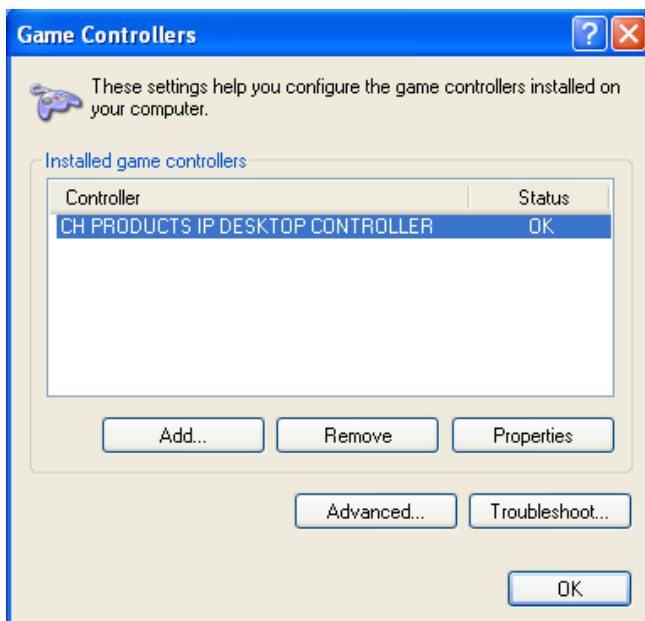 Game Controllers
?
These settings help you configure the game controllers installed on
your computer.
Installed game controllers
Controller Status
CH PRODUCTS IP DESKTOP CONTROLLER OK
Add... Remove Properties
Advanced... Troubleshoot...
OK